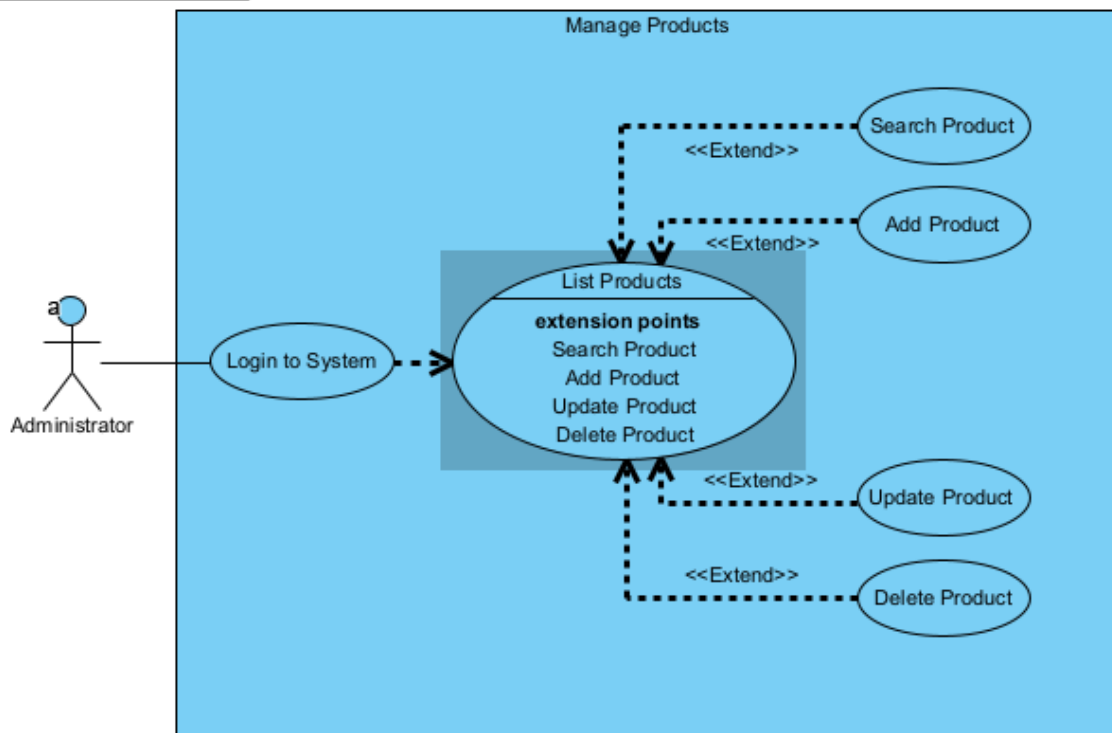 Manage Products
Search Product
<<Extend>>
Add Product
<<Extend>>
List Products
extension points
Search Product
Add Product
Update Product
Delete Product
a
Login to System
Administrator
<<Extend>>
Update Product
<<Extend>>
Delete Product